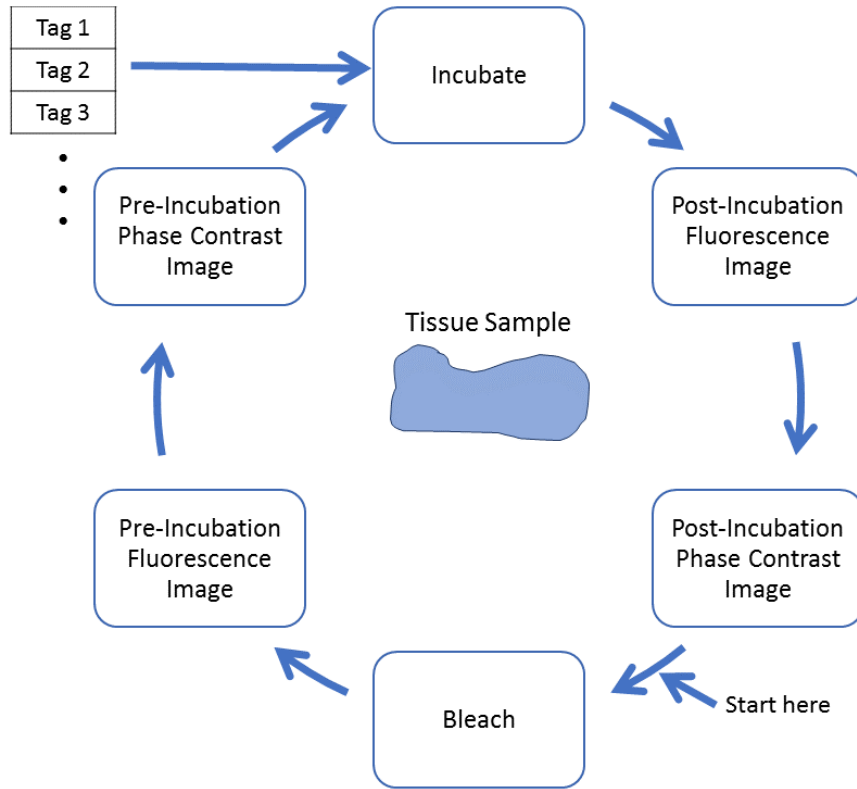 Tag 1
Tag 2
Tag 3
Incubate
Pre-Incubation
Phase Contrast
Image
Post-Incubation
Fluorescence
Image
Tissue Sample
Pre-Incubation
Fluorescence
Image
Post-Incubation
Phase Contrast
Image
Bleach
Start here